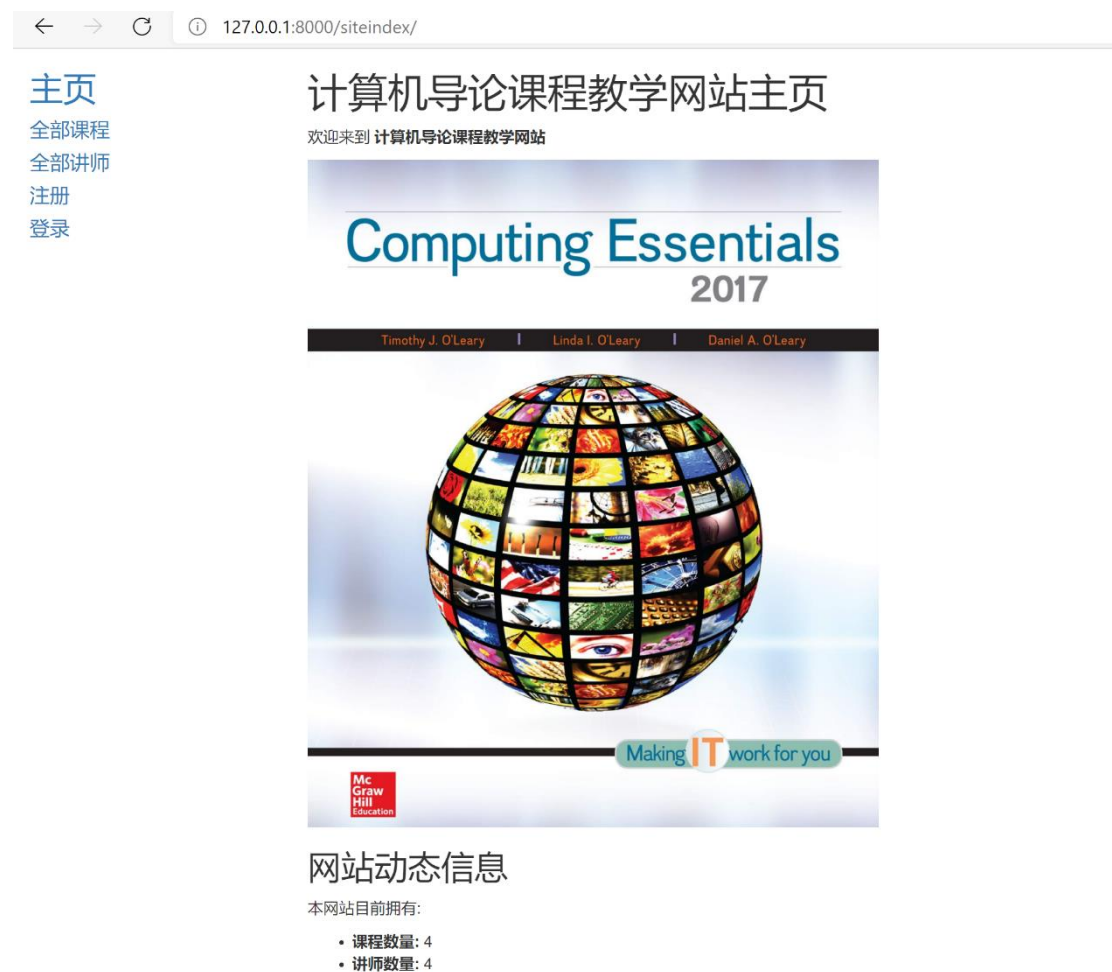 127.0.0.1:8000/siteindex/
主页
全部课程
全部讲师
注册
登录
计算机导论课程教学网站主页
欢迎来到 计算机导论课程教学网站
Computing Essentials
2017
Timothy J. O'Leary | Linda I. O'Leary | Daniel A. O'Leary
Making IT work for you
Mc
Graw
Hill
Education
网站动态信息
本网站目前拥有:
• 课程数量: 4
• 讲师数量: 4